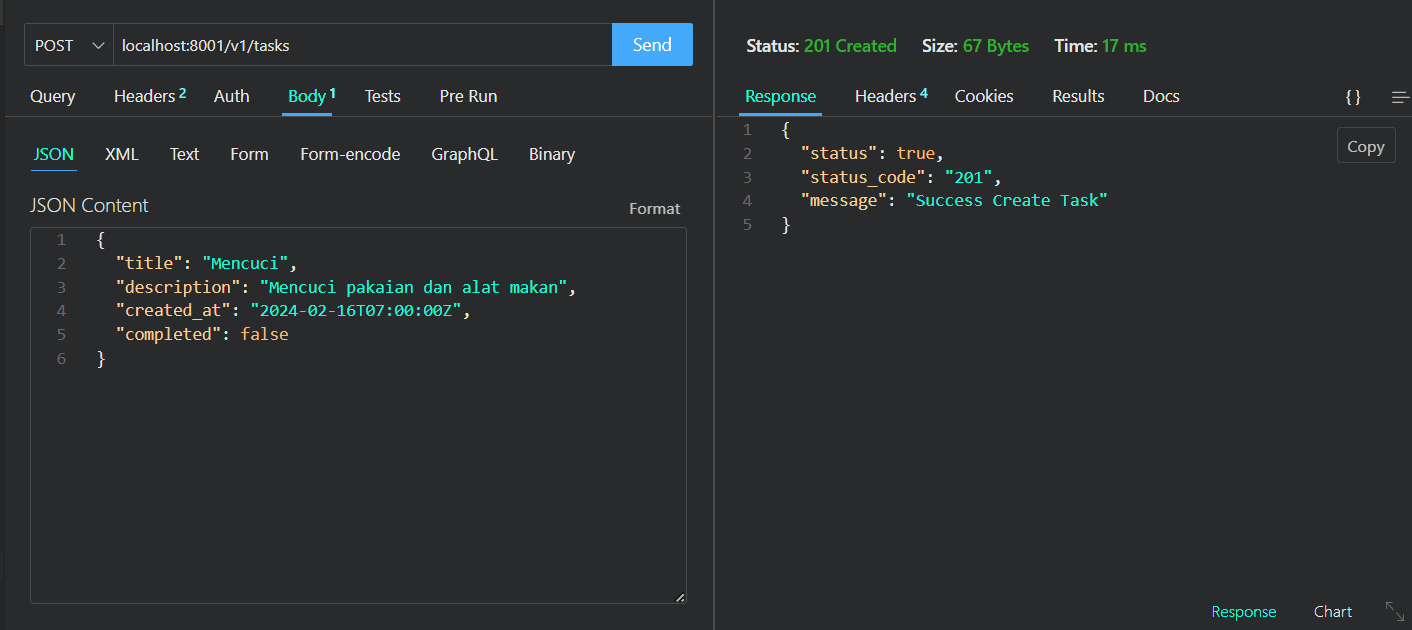 POST localhost:8001/v1/tasks Send
Query Headers 2 Auth Body 1 Tests Pre Run
JSON XML Text Form Form-encode GraphQL Binary
JSON Content Format
1 {
2 "title": "Mencuci",
3 "description": "Mencuci pakaian dan alat makan",
4 "created_at": "2024-02-16T07:00:00Z",
5 "completed": false
6 }
Status: 201 Created Size: 67 Bytes Time: 17 ms
Response Headers 4 Cookies Results Docs {}
1 {
2 "status": true,
3 "status_code": "201",
4 "message": "Success Create Task"
5 }
Copy
Response Chart